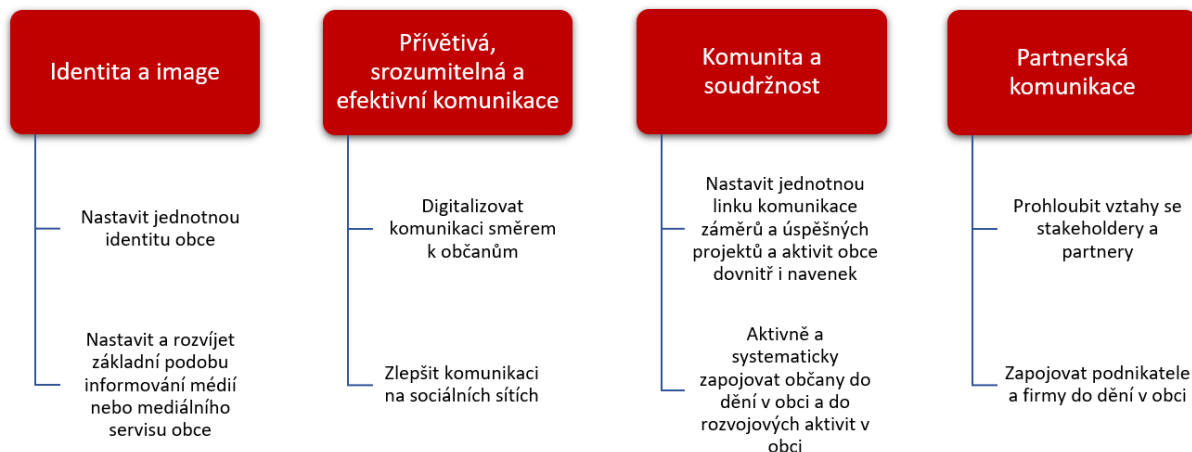 Identita a image
Nastavit jednotnou
identitu obce
Nastavit a rozvíjet
základní podobu
informování médií
nebo mediálního
servisu obce
Přívětivá,
srozumitelná a
efektivní komunikace
Digitalizovat
komunikaci směrem
k občanům
Zlepšit komunikaci
na sociálních sítích
Komunita a
soudržnost
Nastavit jednotnou
linku komunikace
záměrů a úspěšných
projektů a aktivit obce
dovnitř i navenek
Aktivně a
systematicky
zapojovat občany do
dění v obci a do
rozvojových aktivit v
obci
Partnerská
komunikace
Prohloubit vztahy se
stakeholdery a
partnery
Zapojovat podnikatele
a firmy do dění v obci